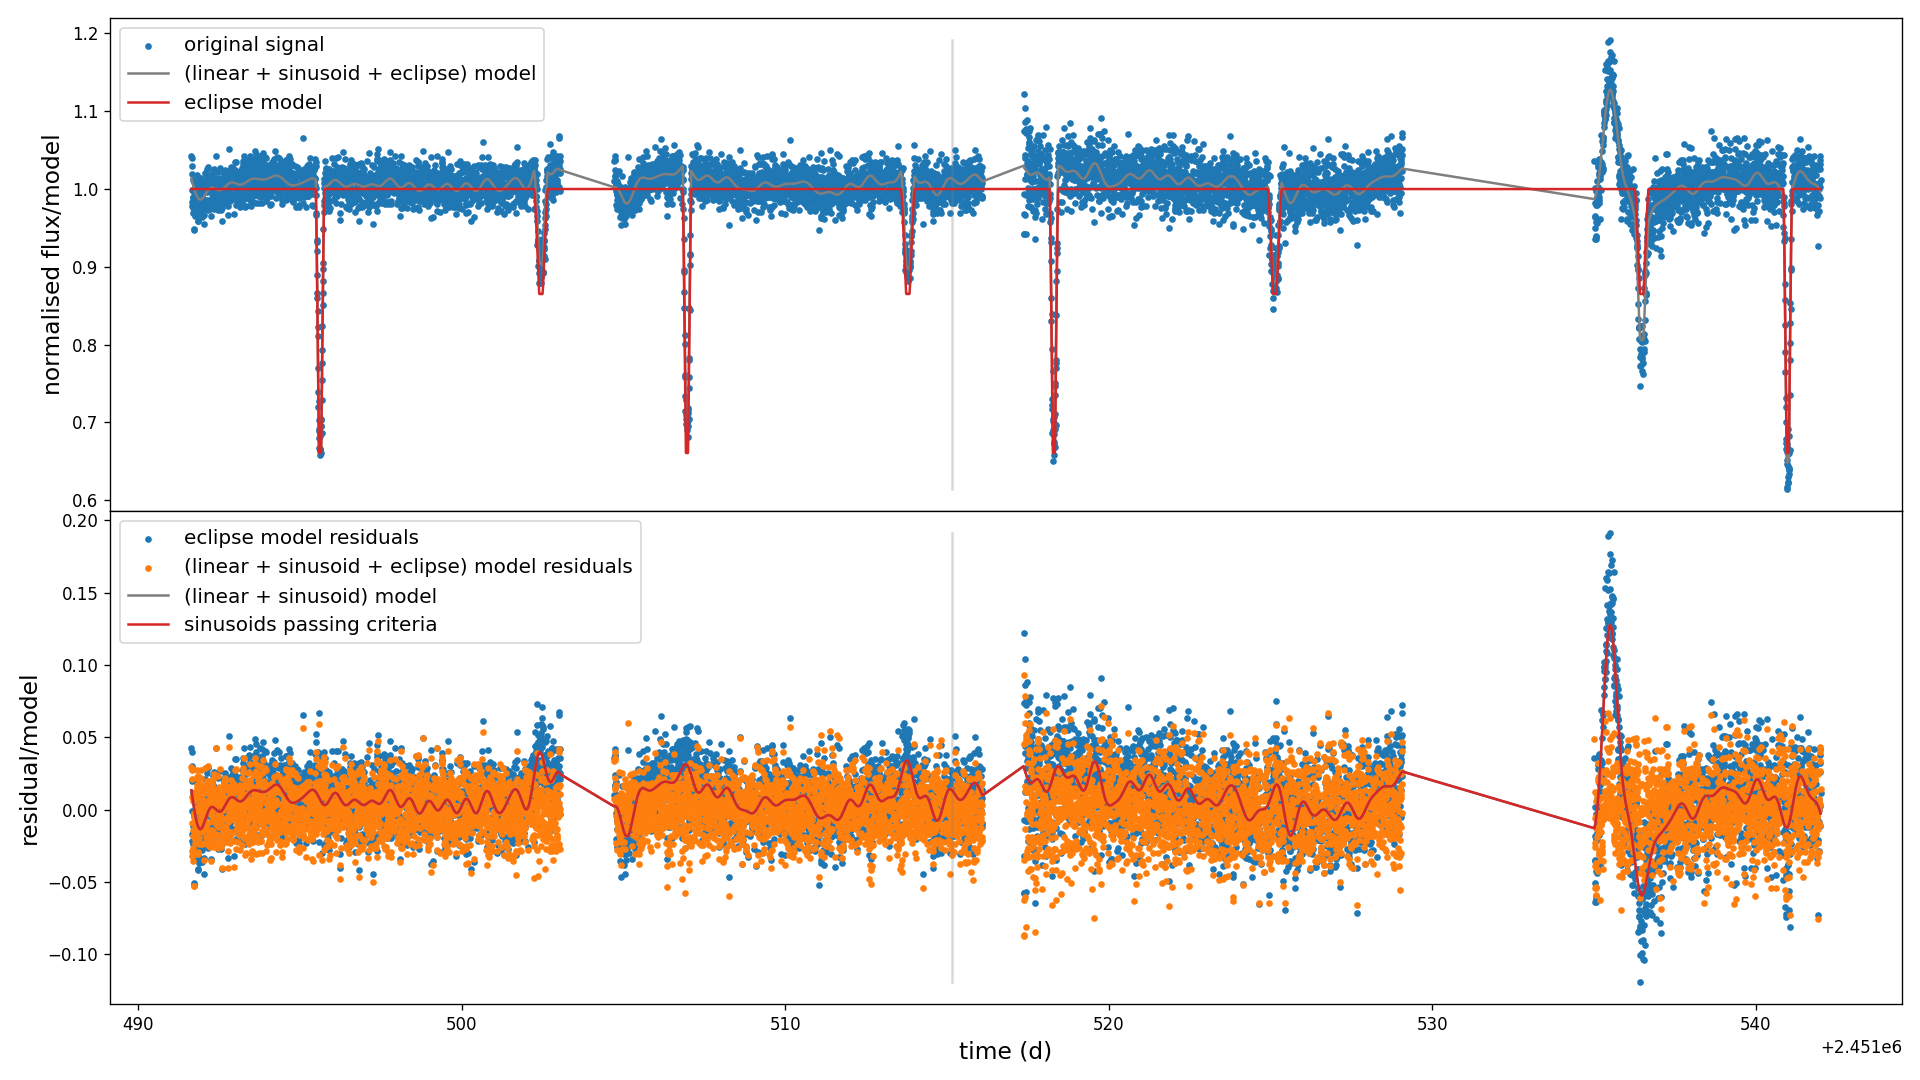 original signal
(linear + sinusoid + eclipse) model
eclipse model
normalised flux/model
1.2
1.1
1.0
0.9
0.8
0.7
0.6
eclipse model residuals
(linear + sinusoid + eclipse) model residuals
(linear + sinusoid) model
sinusoids passing criteria
residual/model
0.20
0.15
0.10
0.05
0.00
−0.05
−0.10
490
500
510
520
530
540
time (d)
+2.451e6